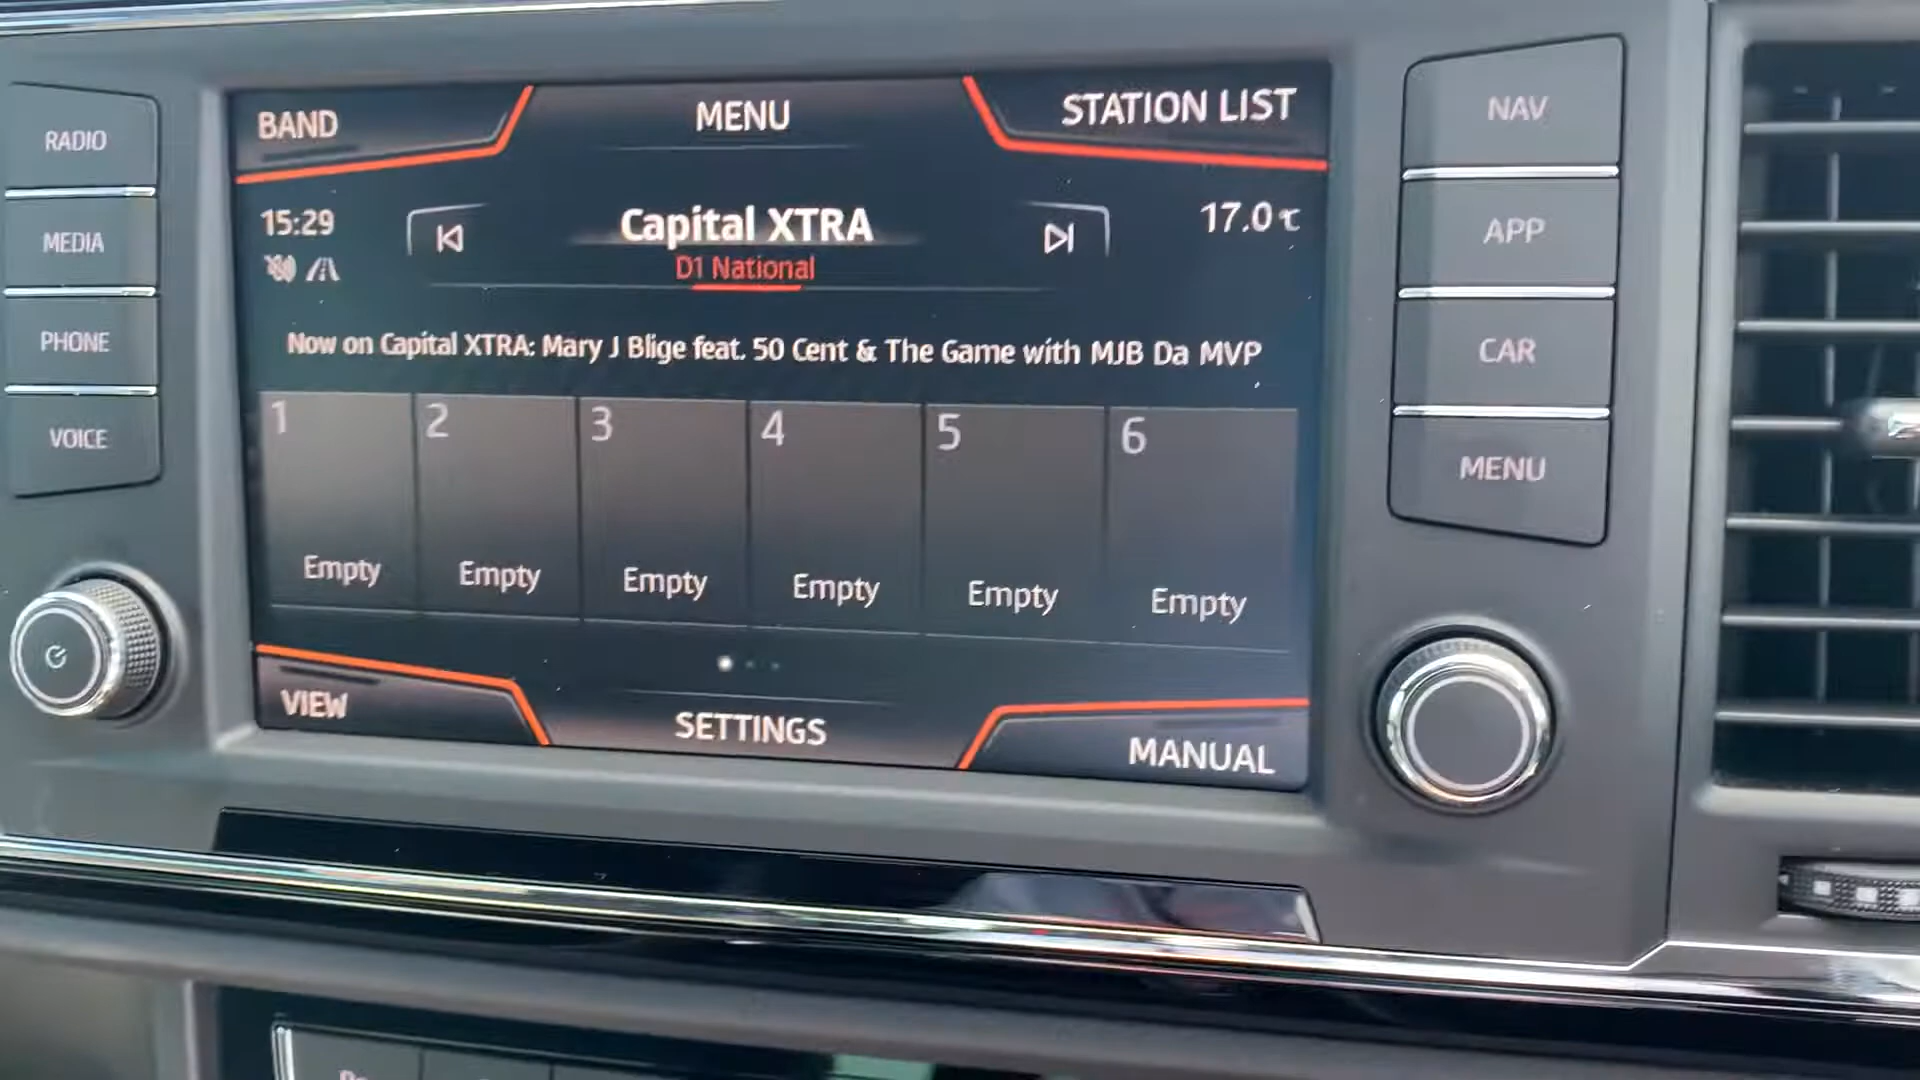 BAND
MENU
STATION LIST
RADIO
MEDIA
PHONE
VOICE
15:29
Capital XTRA
D1 National
17.0℃
Now on Capital XTRA: Mary J Blige feat. 50 Cent & The Game with MJB Da MVP
1 2 3 4 5 6
Empty Empty Empty Empty Empty Empty
VIEW
SETTINGS
MANUAL
NAV
APP
CAR
MENU